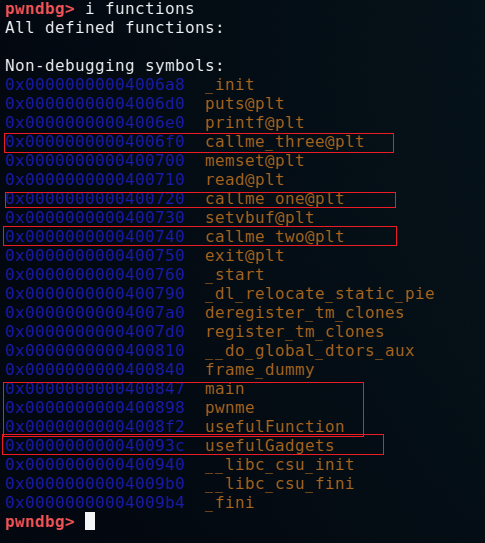 pwndbg> i functions
All defined functions:
Non-debugging symbols:
0x00000000004006a8 _init
0x00000000004006d0 puts@plt
0x00000000004006e0 printf@plt
0x00000000004006f0 callme_three@plt
0x0000000000400700 memset@plt
0x0000000000400710 read@plt
0x0000000000400720 callme_one@plt
0x0000000000400730 setvbuf@plt
0x0000000000400740 callme_two@plt
0x0000000000400750 exit@plt
0x0000000000400760 _start
0x0000000000400790 _dl_relocate_static_pie
0x00000000004007a0 deregister_tm_clones
0x00000000004007d0 register_tm_clones
0x0000000000400810 __do_global_dtors_aux
0x0000000000400840 frame_dummy
0x0000000000400847 main
0x0000000000400898 pwnme
0x00000000004008f2 usefulFunction
0x000000000040093c usefulGadgets
0x0000000000400940 __libc_csu_init
0x00000000004009b0 __libc_csu_fini
0x00000000004009b4 _fini
pwndbg>